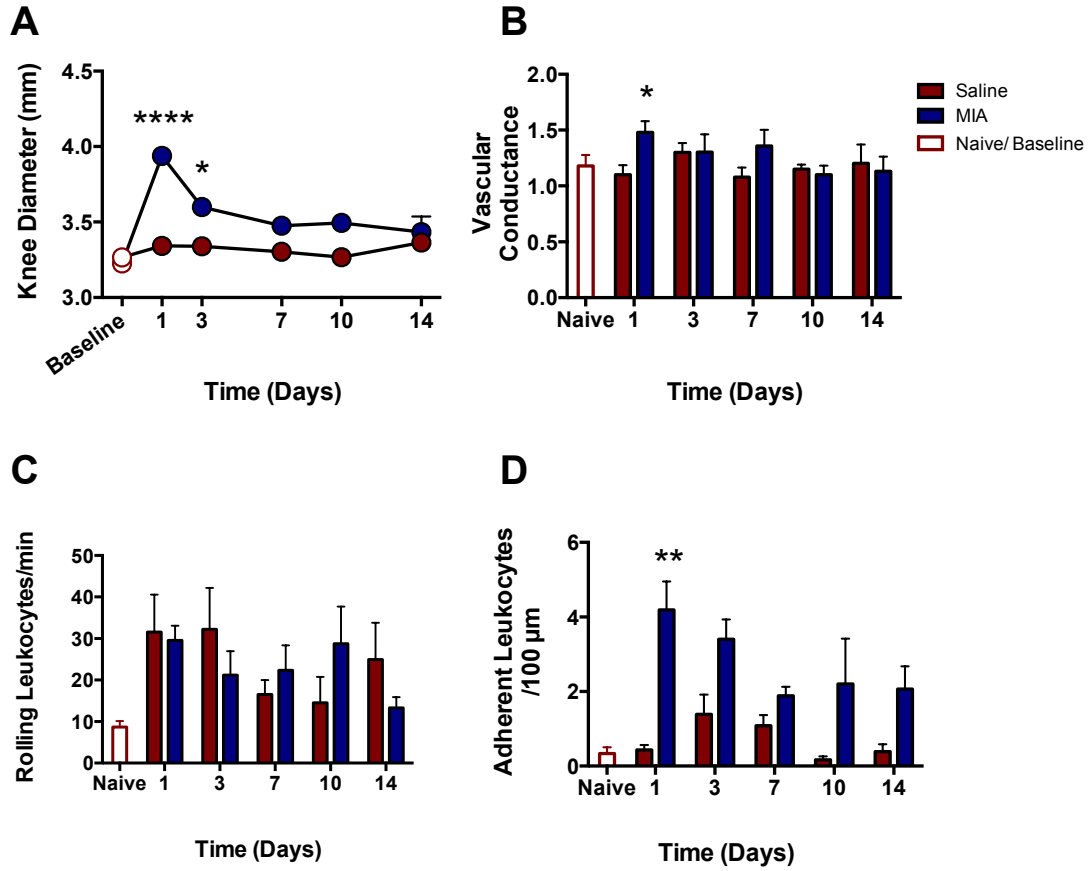 A
Knee Diameter (mm)
4.5
4.0
3.5
3.0
****
*
Baseline
1
3
7
10
14
Time (Days)
B
Vascular
Conductance
2.0
1.5
1.0
0.5
0.0
*
Naive
1
3
7
10
14
Time (Days)
Saline
MIA
Naive/ Baseline
C
Rolling Leukocytes/min
50
40
30
20
10
0
Naive
1
3
7
10
14
Time (Days)
D
Adherent Leukocytes
/100 µm
6
4
2
0
**
Naive
1
3
7
10
14
Time (Days)